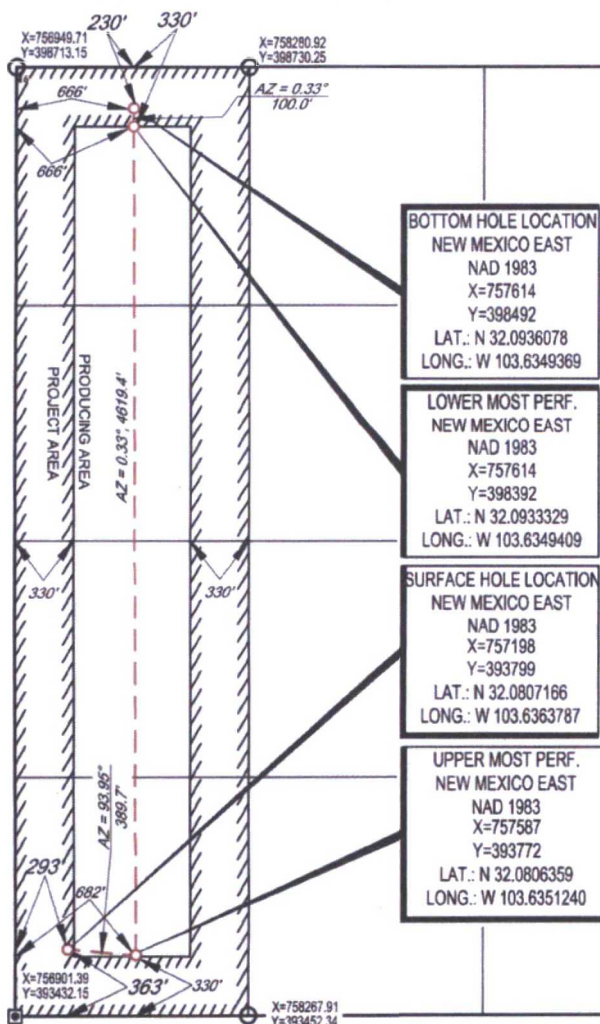 230'
330'
X=756949.71
Y=398713.15
X=758280.92
Y=398730.25
666'
AZ = 0.33°
100.0'
666'
BOTTOM HOLE LOCATION
NEW MEXICO EAST
NAD 1983
X=757614
Y=398492
LAT.: N 32.0936078
LONG.: W 103.6349369
LOWER MOST PERF.
NEW MEXICO EAST
NAD 1983
X=757614
Y=398392
LAT.: N 32.0933329
LONG.: W 103.6349409
PROJECT AREA
PRODUCING AREA
AZ = 0.33°, 4619.4'
330'
330'
SURFACE HOLE LOCATION
NEW MEXICO EAST
NAD 1983
X=757198
Y=393799
LAT.: N 32.0807166
LONG.: W 103.6363787
UPPER MOST PERF.
NEW MEXICO EAST
NAD 1983
X=757587
Y=393772
LAT.: N 32.0806359
LONG.: W 103.6351240
AZ = 93.95°
389.7'
293'
682'
X=756901.39
Y=393432.15
363'
330'
X=758267.91
Y=393452.34